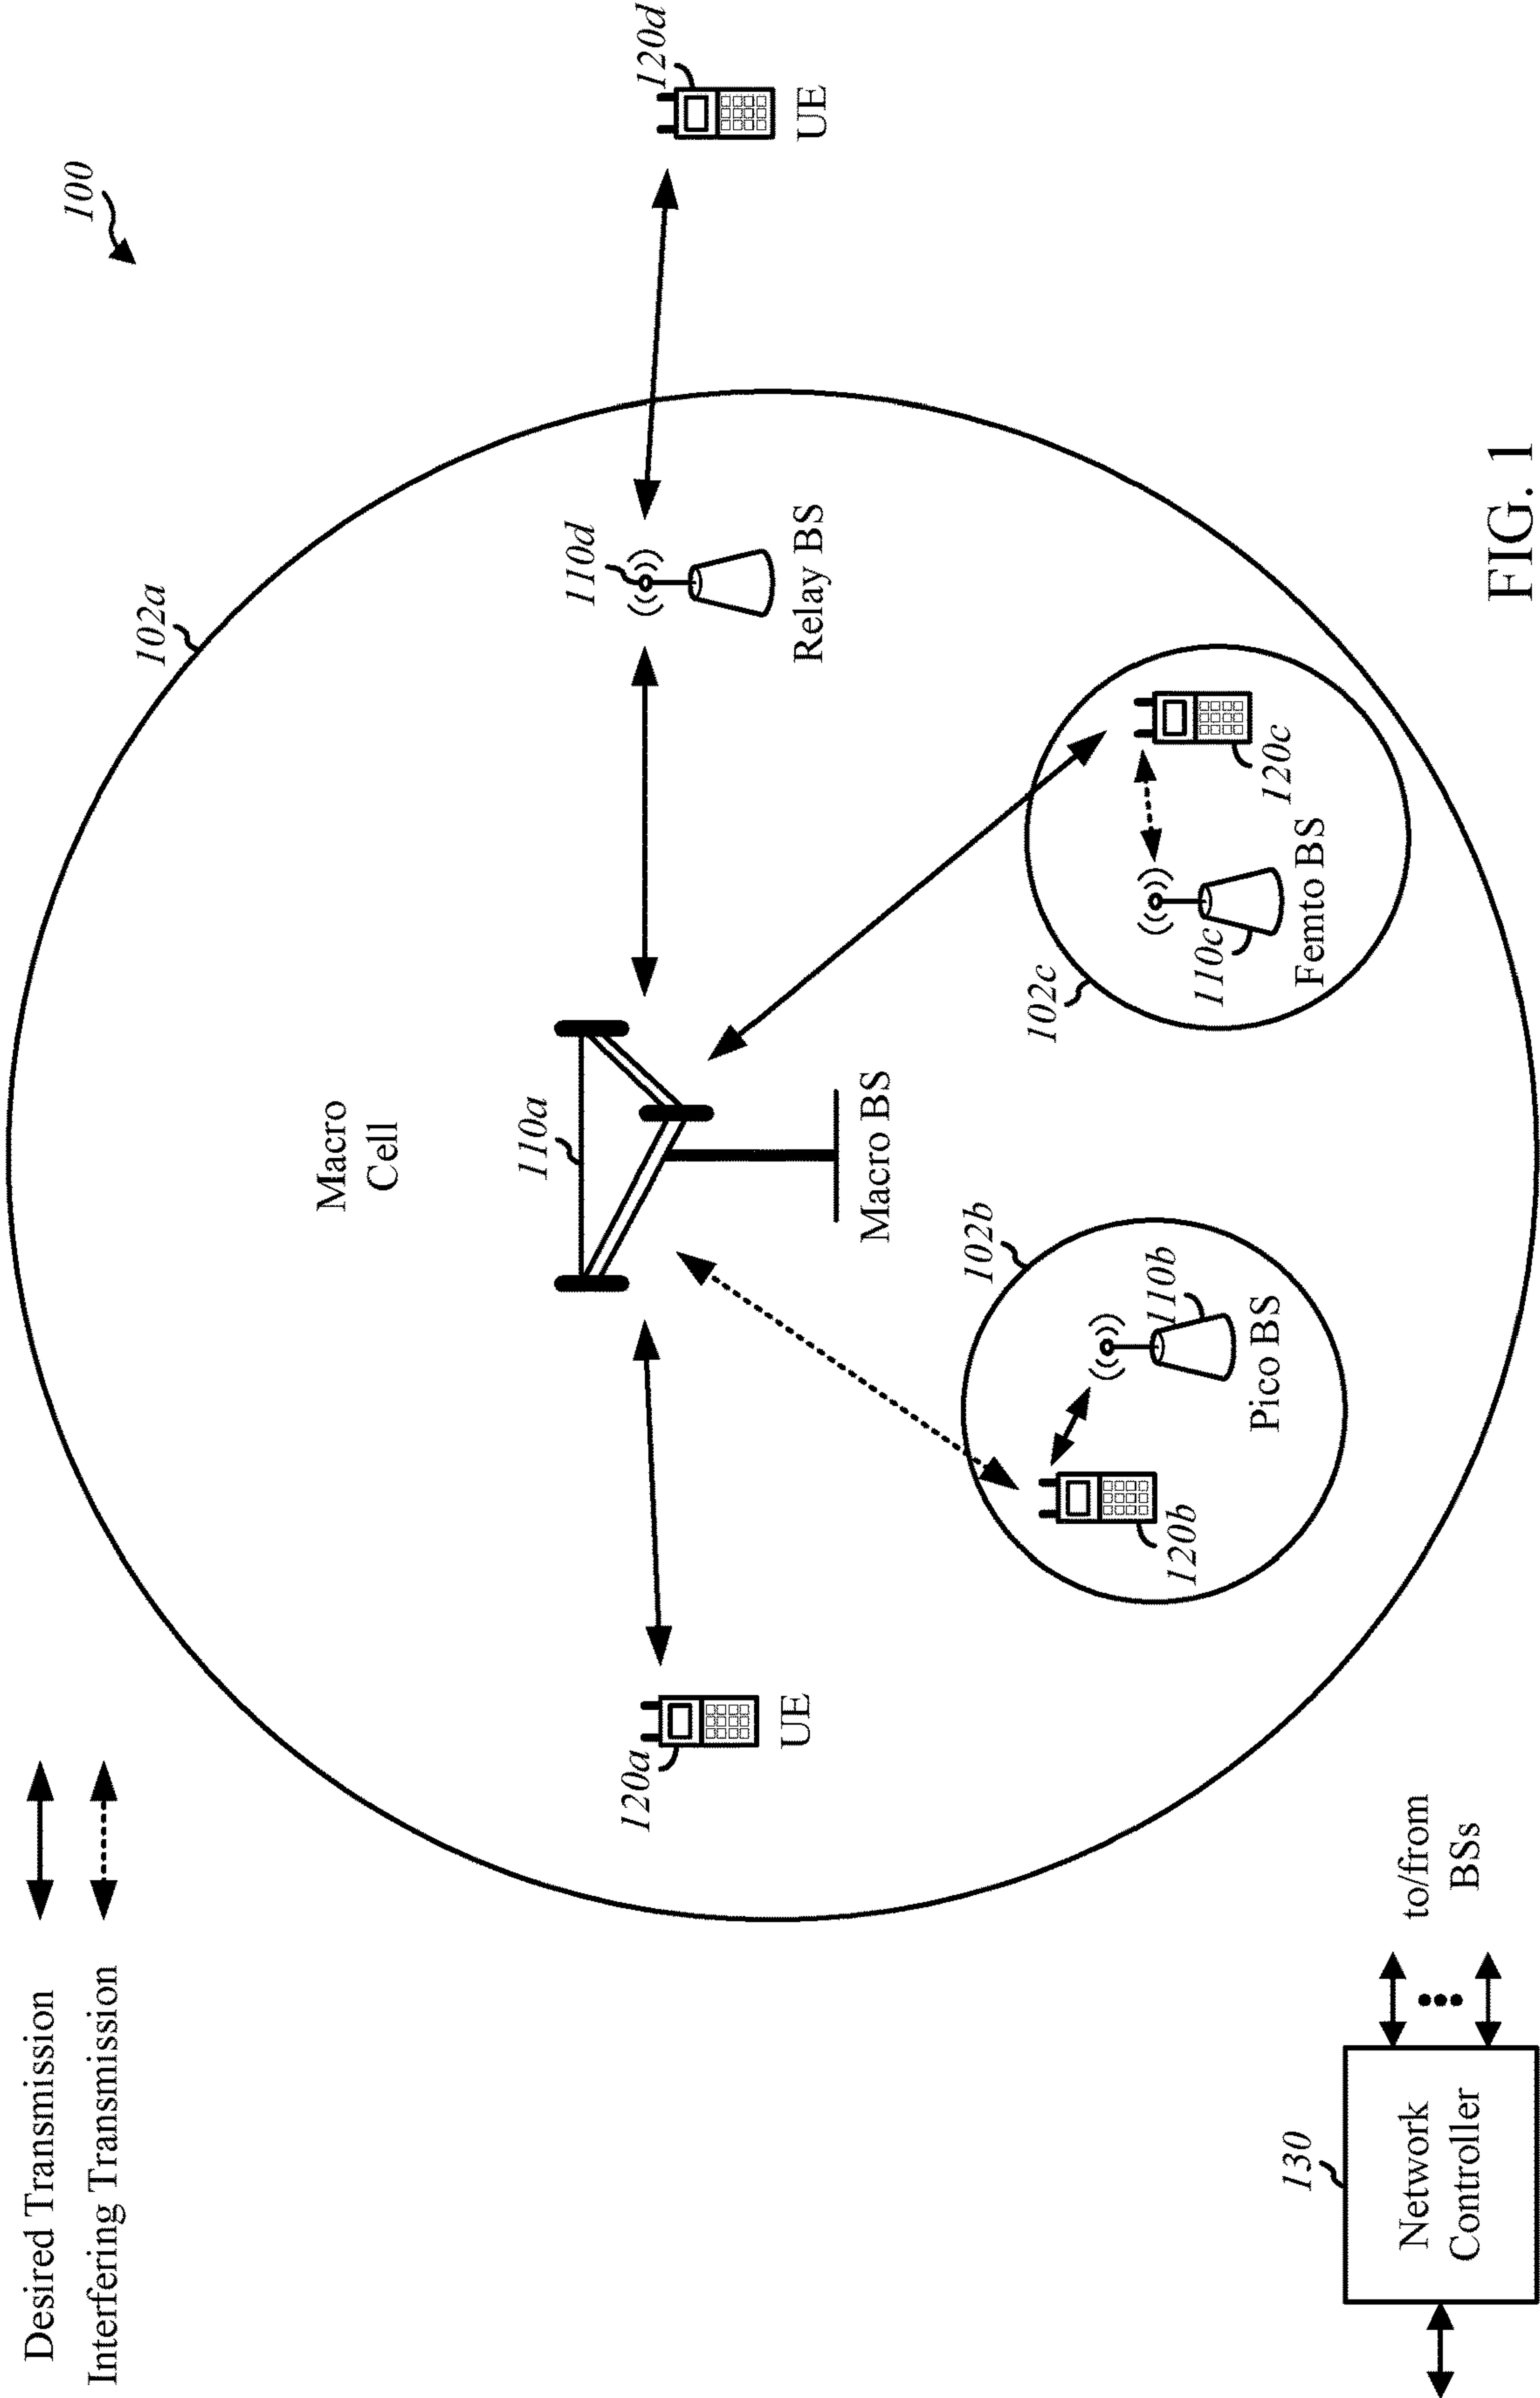 100
Desired Transmission
Interfering Transmission
102a
Macro
Cell
110a
110d
120d
120a
UE
Macro BS
Relay BS
UE
102b
102c
110b
120b
Pico BS
110c
120c
Femto BS
130
Network
Controller
to/from
BSs
FIG. 1